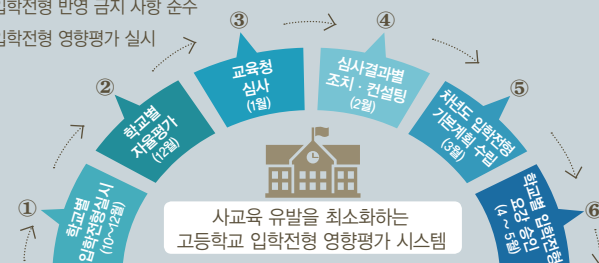 입학전형 반영 금지 사항 준수
입학전형 영향평가 실시
①
학교별
입학전형실시
(10~12월)
②
학교별
자율평가
(12월)
③
교육청
심사
(1월)
④
심사결과별
조치·컨설팅
(2월)
⑤
차년도 입학전형
기본계획 수립
(3월)
⑥
학교별 입학전형
요강 승인
(4~5월)
사교육 유발을 최소화하는
고등학교 입학전형 영향평가 시스템